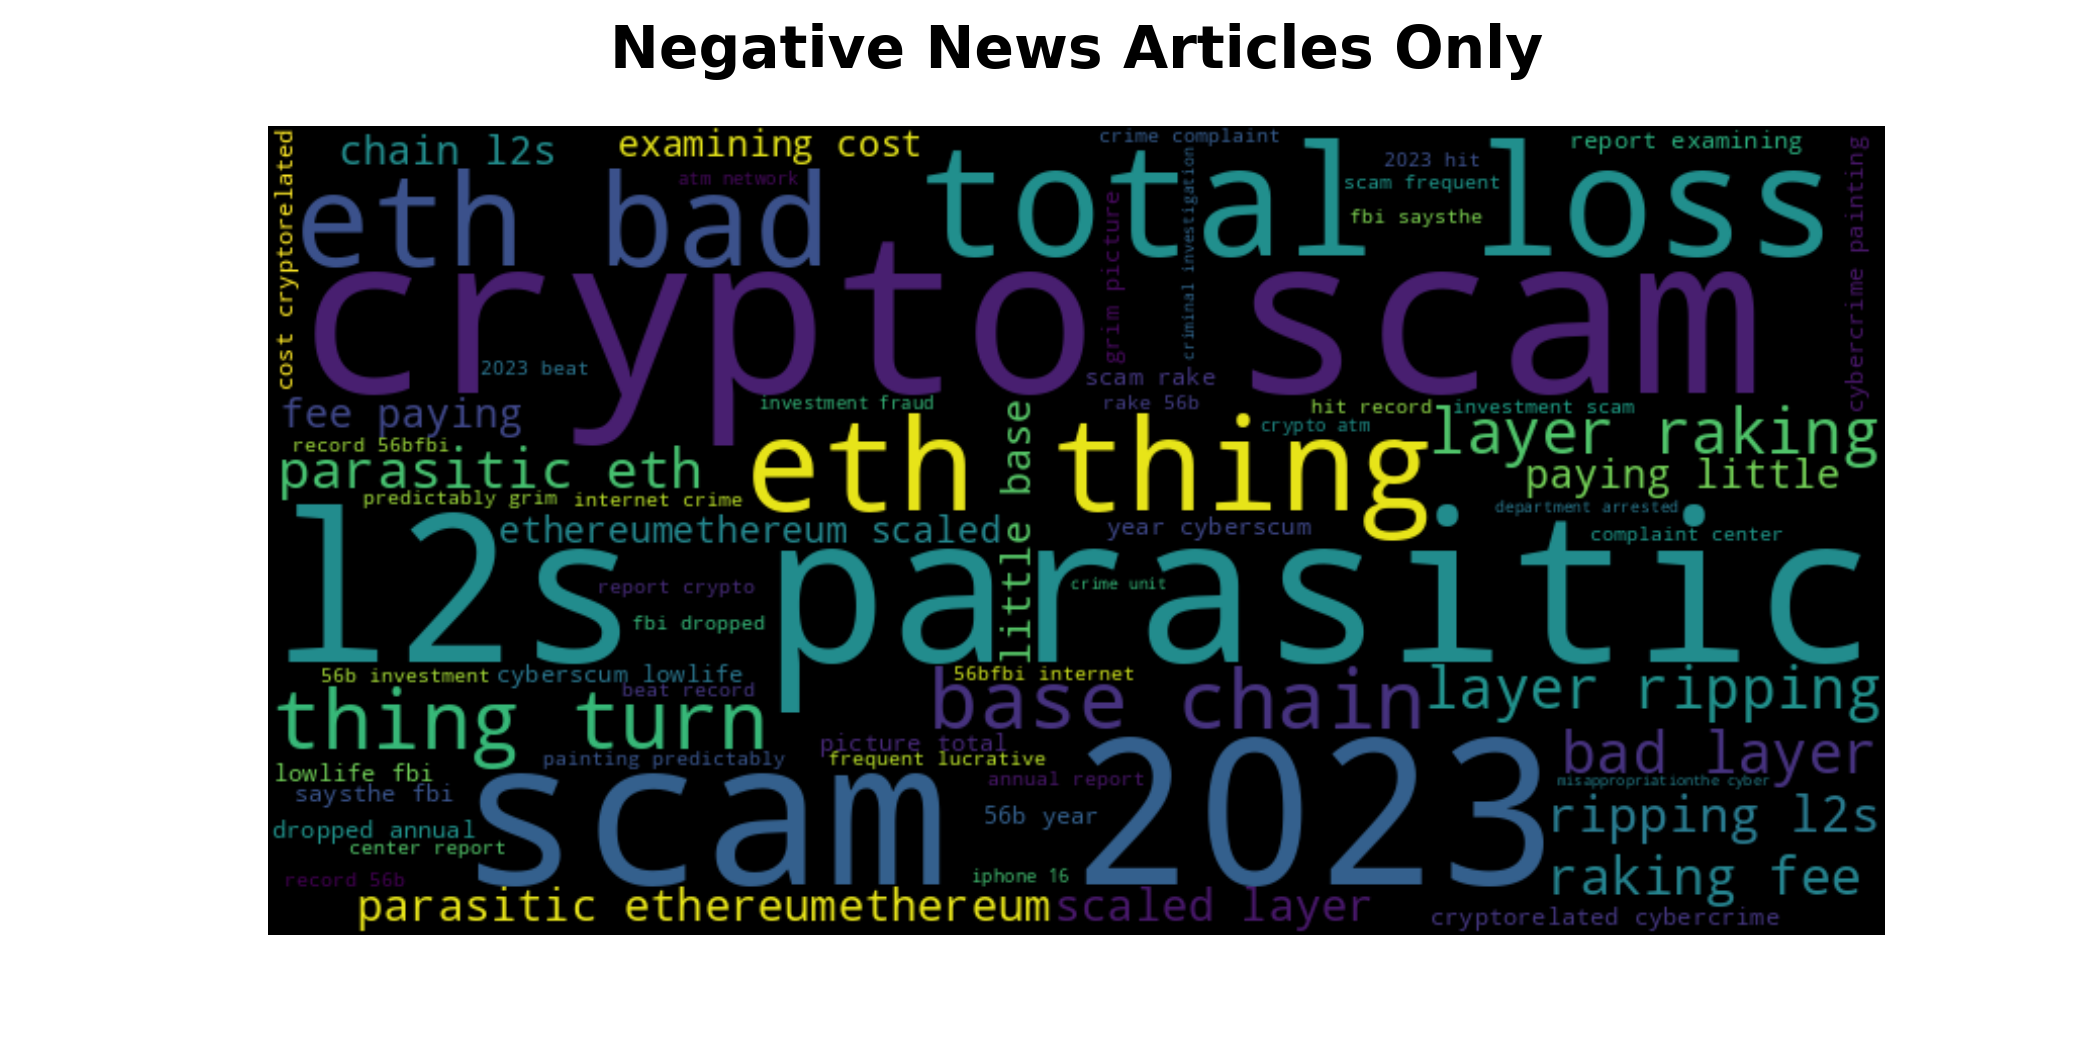 Negative News Articles Only
cost cryptorelated
chain l2s
examining cost
crime complaint
report examining
atm network
2023 hit
scam frequent
fbi saysthe
eth bad
total loss
grim picture
criminal investigation
cybercrime painting
crypto scam
2023 beat
scam rake
fee paying
investment fraud
rake 56b
hit record
investment scam
crypto atm
record 56bfbi
parasitic eth
eth thing
layer raking
paying little
predictably grim
internet crime
little base
ethereumethereum scaled
year cyberscum
department arrested
complaint center
l2s parasitic
report crypto
crime unit
fbi dropped
56b investment
cyberscum lowlife
beat record
56bfbi internet
base chain
layer ripping
thing turn
picture total
bad layer
painting predictably
frequent lucrative
lowlife fbi
annual report
misappropriationthe cyber
saysthe fbi
scam 2023
56b year
ripping l2s
dropped annual
center report
record 56b
iphone 16
raking fee
parasitic ethereumethereum
scaled layer
cryptorelated cybercrime